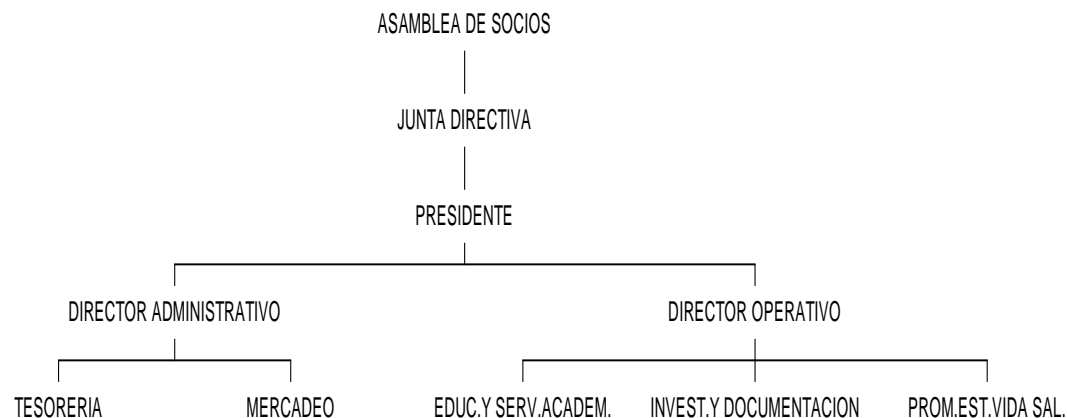 ASAMBLEA DE SOCIOS
JUNTA DIRECTIVA
PRESIDENTE
DIRECTOR ADMINISTRATIVO DIRECTOR OPERATIVO
TESORERIA MERCADEO EDUC.Y SERV.ACADEM. INVEST.Y DOCUMENTACION PROM.EST.VIDA SAL.